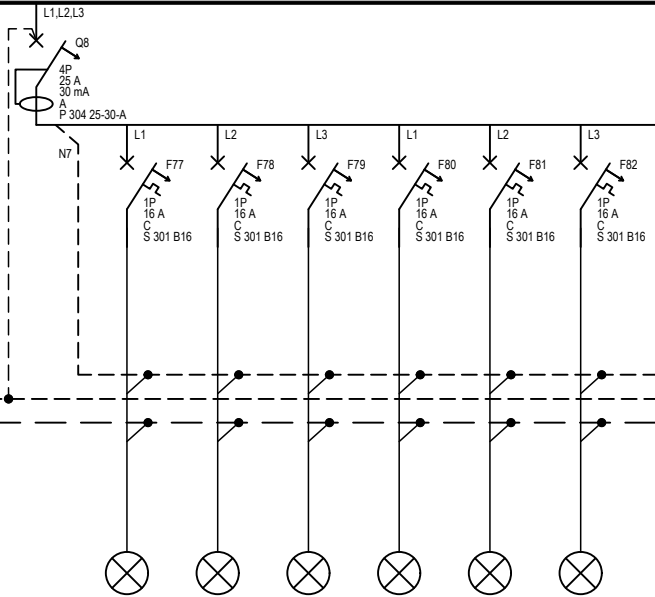 L1,L2,L3
Q8
4P
25 A
30 mA
A
P 304 25-30-A
N7
L1
F77
1P
16 A
C
S 301 B16
L2
F78
1P
16 A
C
S 301 B16
L3
F79
1P
16 A
C
S 301 B16
L1
F80
1P
16 A
C
S 301 B16
L2
F81
1P
16 A
C
S 301 B16
L3
F82
1P
16 A
C
S 301 B16